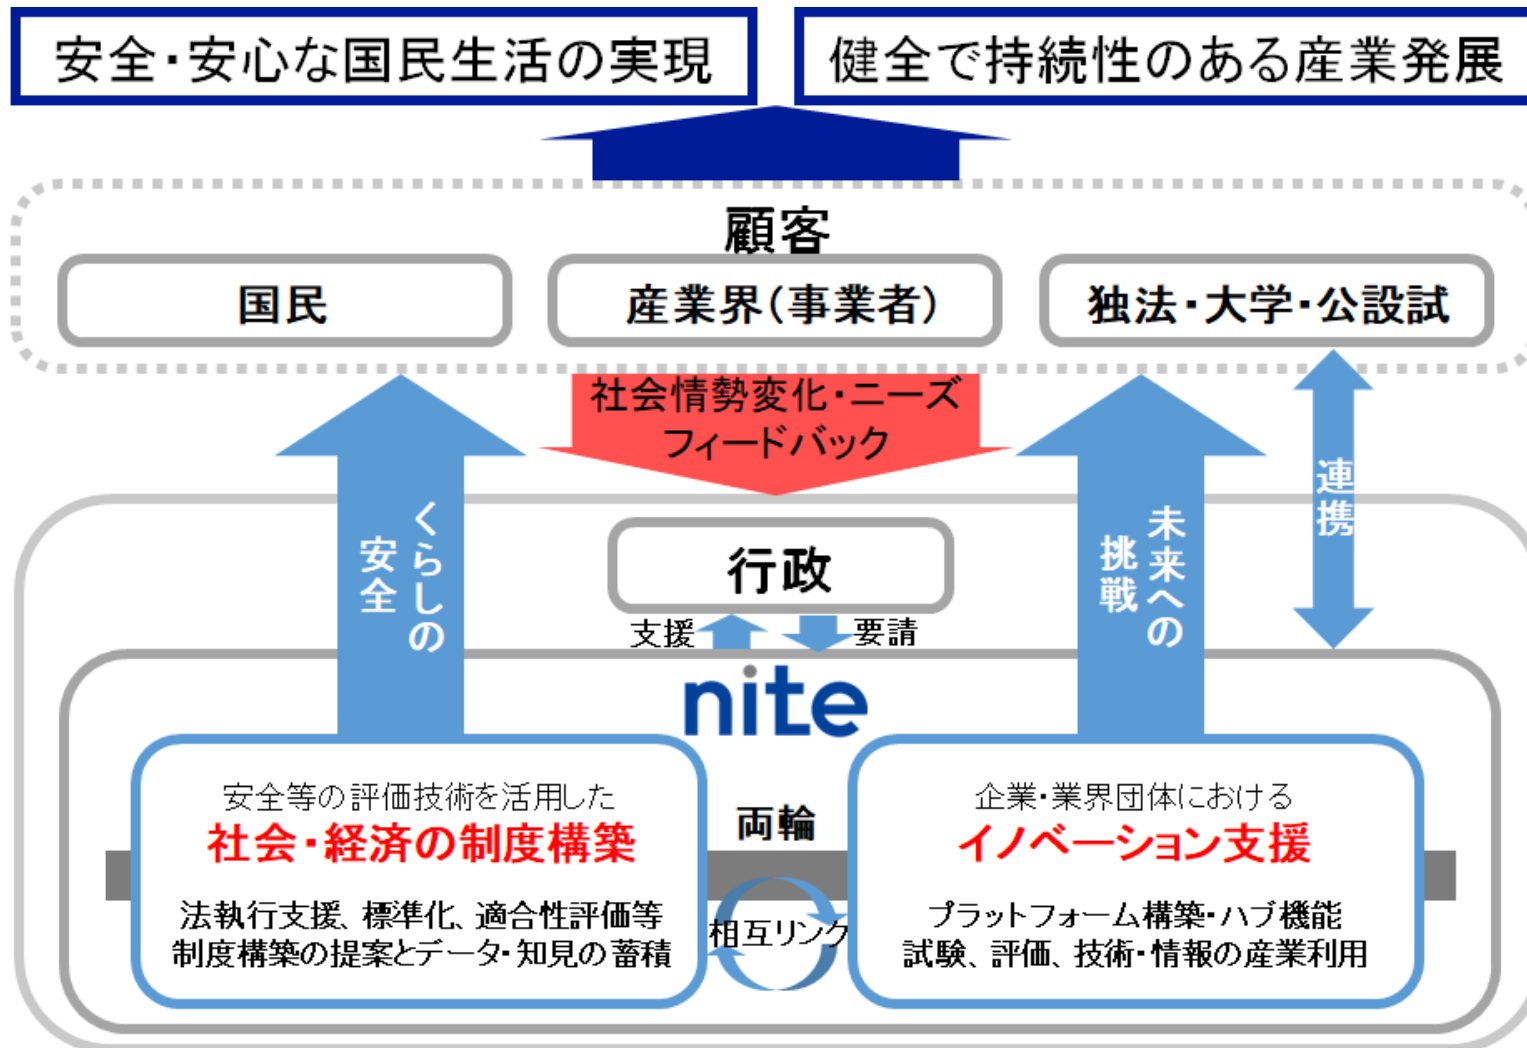 安全・安心な国民生活の実現
健全で持続性のある産業発展
顧客
国民
産業界(事業者)
独法・大学・公設試
社会情勢変化・ニーズ
フィードバック
くらしの
安全
未来への
挑戦
連携
行政
支援
要請
nite
安全等の評価技術を活用した
社会・経済の制度構築
法執行支援、標準化、適合性評価等
制度構築の提案とデータ・知見の蓄積
両輪
相互リンク
企業・業界団体における
イノベーション支援
プラットフォーム構築・ハブ機能
試験、評価、技術・情報の産業利用